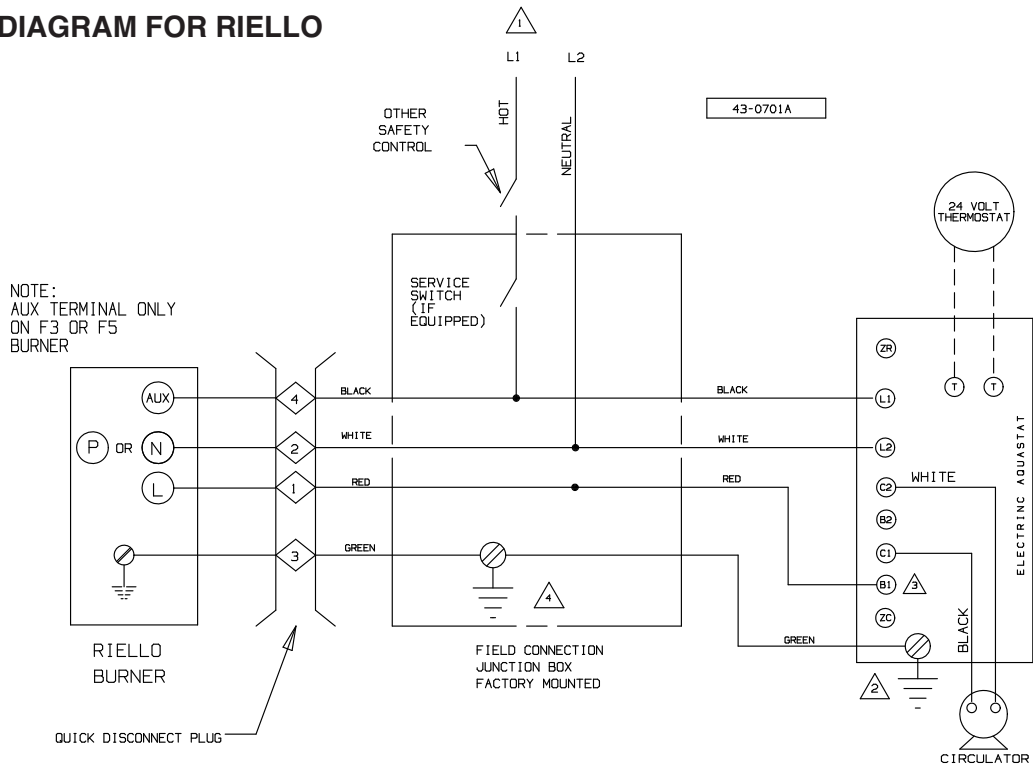 DIAGRAM FOR RIELLO
1
L1
L2
43-0701A
OTHER
SAFETY
CONTROL
HOT
NEUTRAL
24 VOLT
THERMOSTAT
SERVICE
SWITCH
(IF
EQUIPPED)
NOTE:
AUX TERMINAL ONLY
ON F3 OR F5
BURNER
ZR
T
T
AUX
4
BLACK
BLACK
L1
P OR N
2
WHITE
WHITE
L2
L
1
RED
RED
C2
WHITE
B2
ELECTRINC AQUASTAT
3
GREEN
C1
B1
3
4
ZC
BLACK
GREEN
RIELLO
BURNER
FIELD CONNECTION
JUNCTION BOX
FACTORY MOUNTED
2
QUICK DISCONNECT PLUG
CIRCULATOR